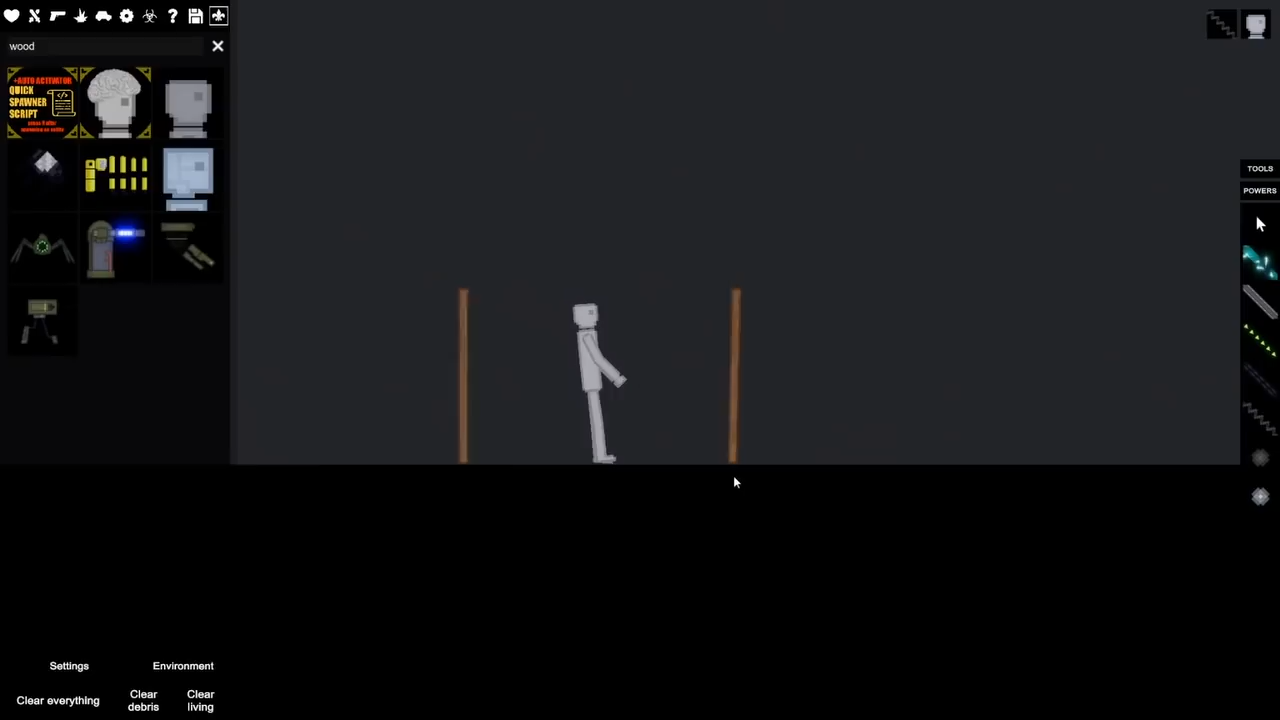 ?
wood
+AUTO ACTIVATOR
QUICK
SPAWNER
SCRIPT
TOOLS
POWERS
Settings
Environment
Clear everything
Clear
debris
Clear
living